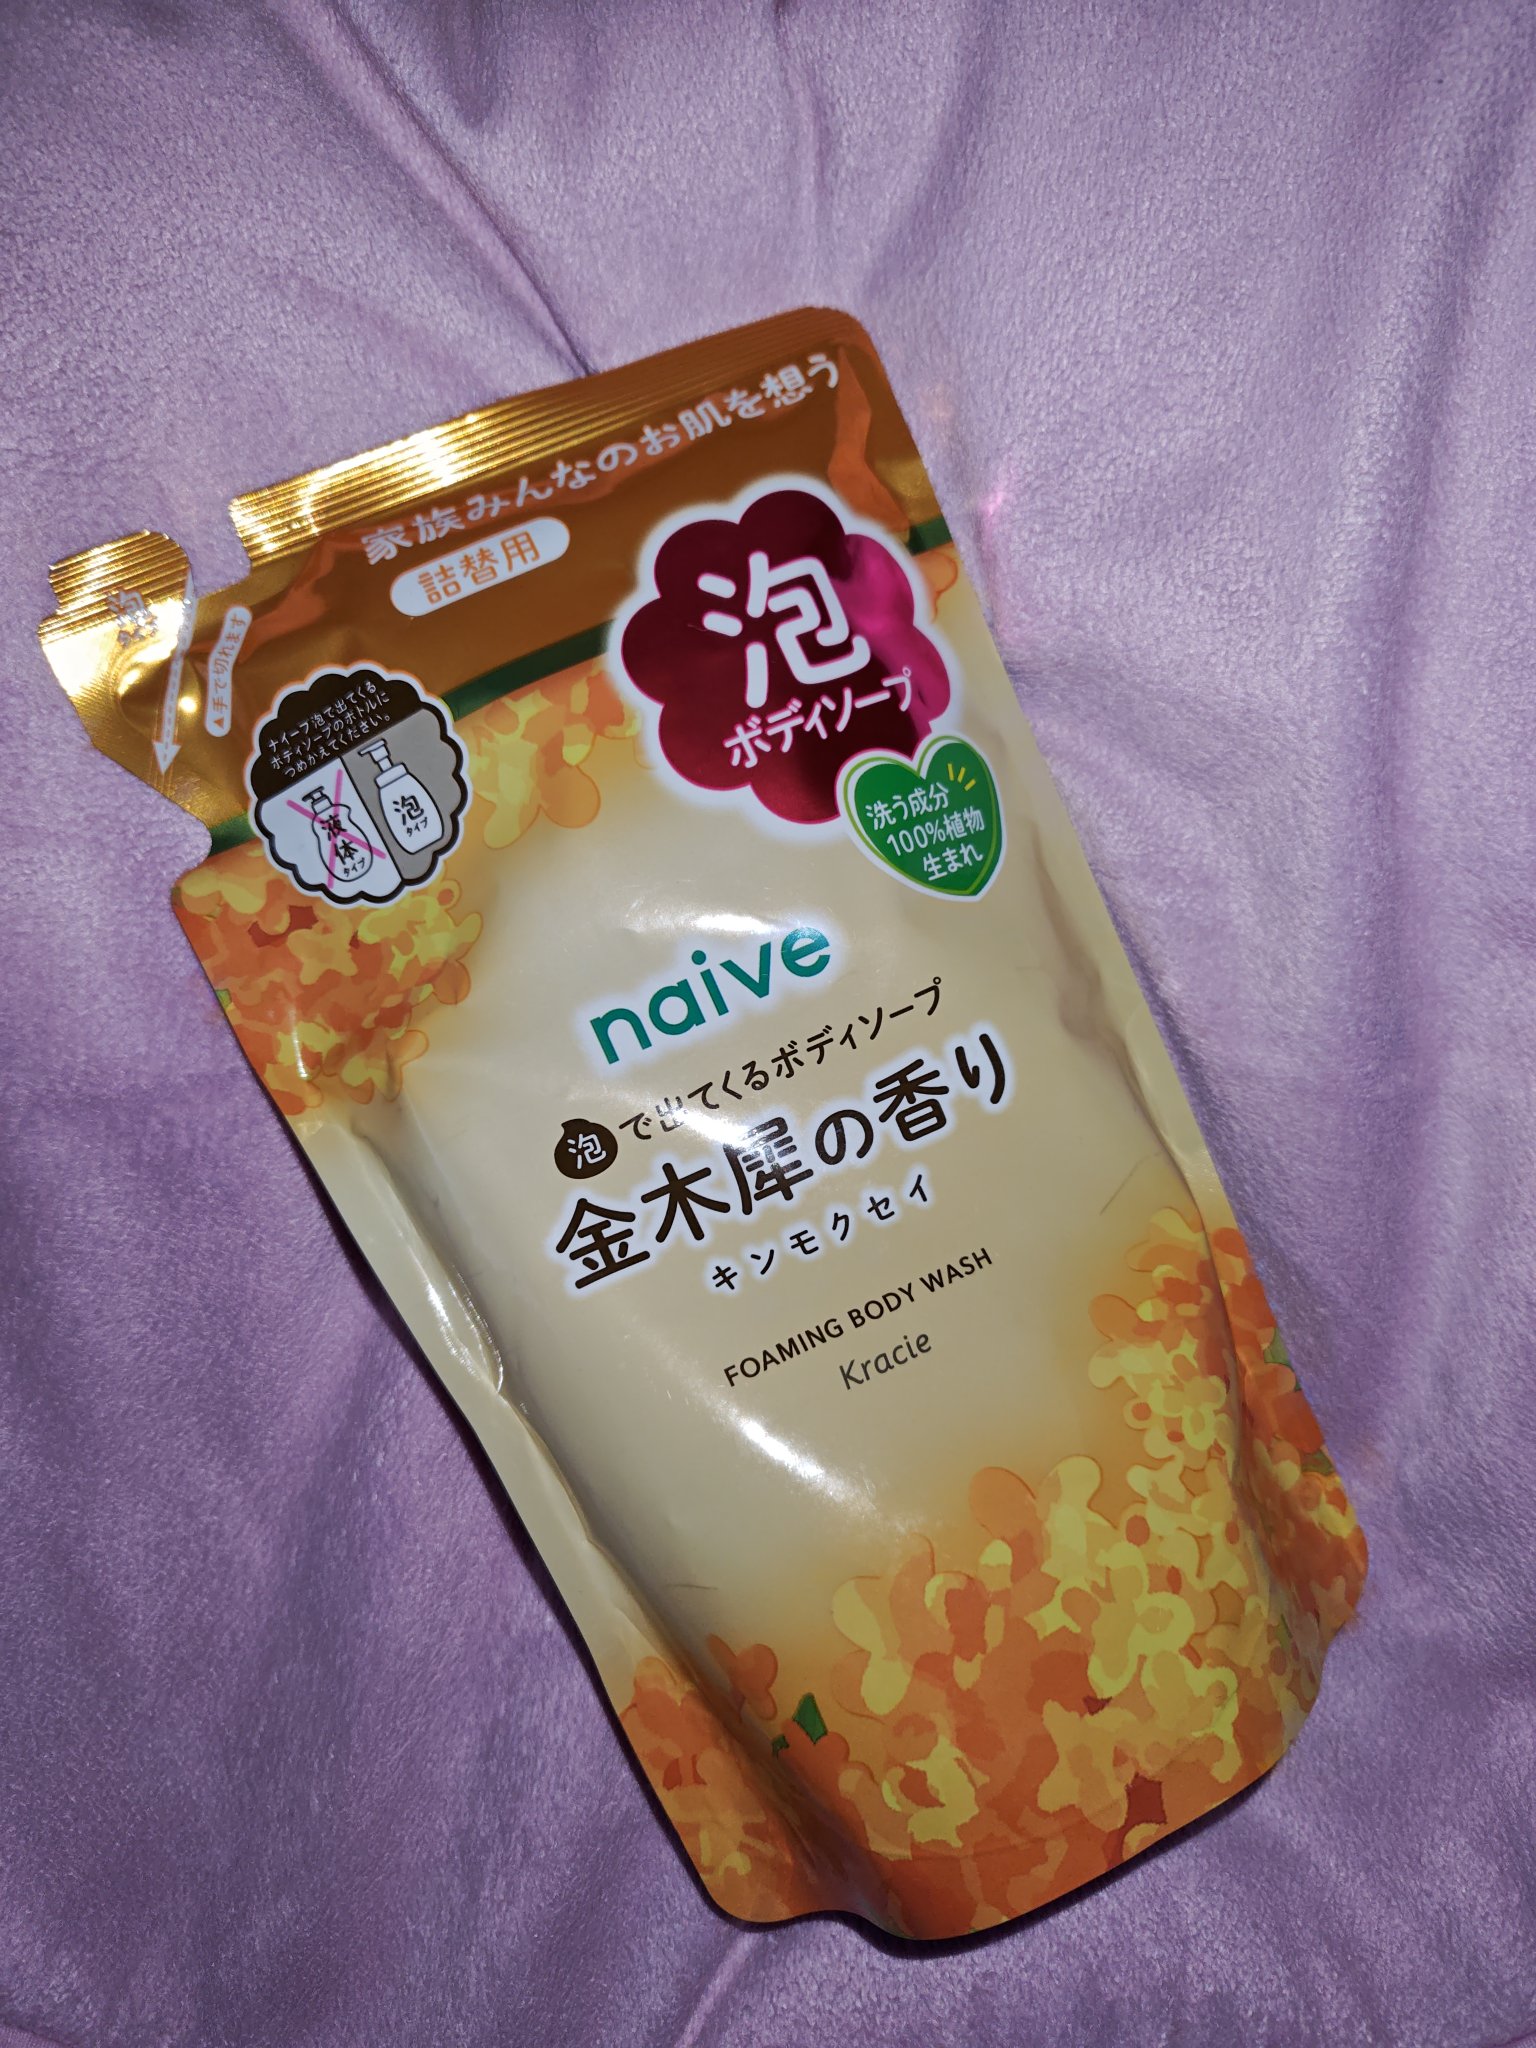 家族みんなのお肌を想う
詰替用
泡
つめかえ
▲手で切れます
ナイーブ泡で出てくる
ボディソープのボトルに
つめかえてください。
液
体
タイプ
泡
タイプ
泡
ボディソープ
洗う成分
100%植物
生まれ
naive
泡で出てくるボディソープ
金木犀の香り
キンモクセイ
FOAMING BODY WASH
Kracie